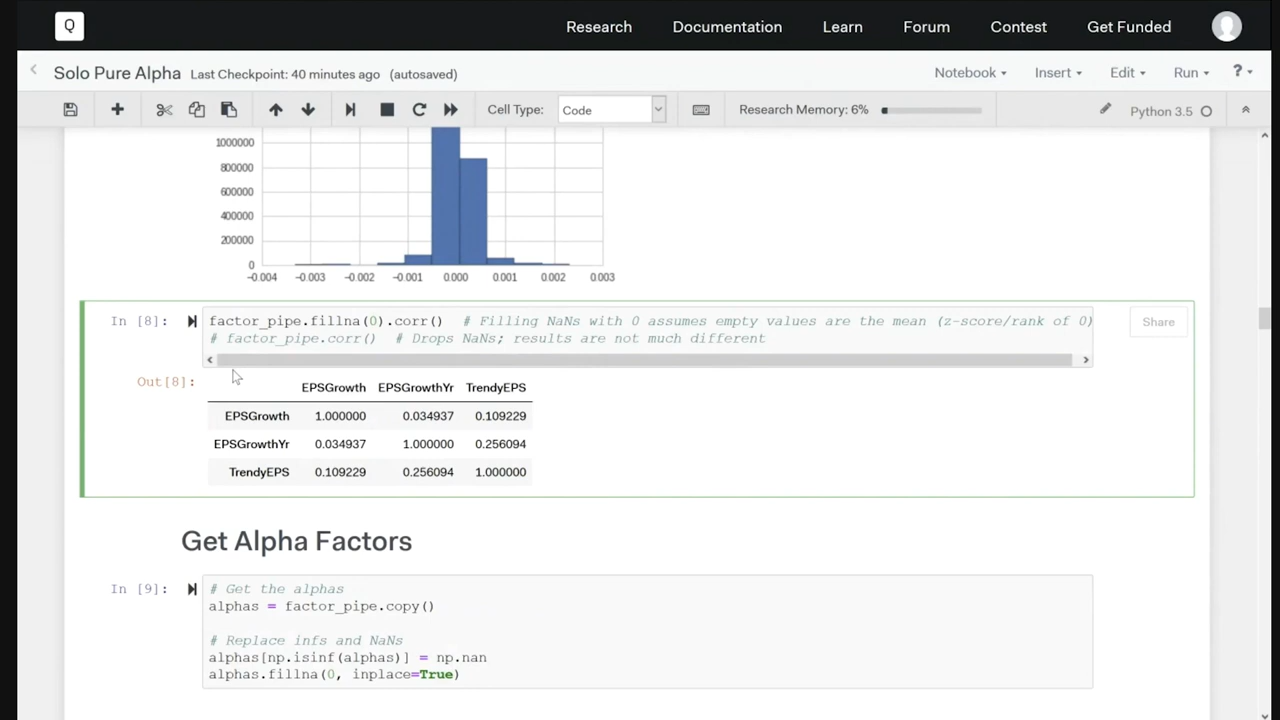 Q
Research Documentation Learn Forum Contest Get Funded
Solo Pure Alpha Last Checkpoint: 40 minutes ago (autosaved)
Notebook Insert Edit Run ?
Cell Type: Code Research Memory: 6% Python 3.5
1000000
800000
600000
400000
200000
0
−0.004 −0.003 −0.002 −0.001 0.000 0.001 0.002 0.003
In [8]: factor_pipe.fillna(0).corr() # Filling NaNs with 0 assumes empty values are the mean (z-score/rank of 0)
# factor_pipe.corr() # Drops NaNs; results are not much different
Share
Out[8]:
EPSGrowth EPSGrowthYr TrendyEPS
EPSGrowth 1.000000 0.034937 0.109229
EPSGrowthYr 0.034937 1.000000 0.256094
TrendyEPS 0.109229 0.256094 1.000000
Get Alpha Factors
In [9]: # Get the alphas
alphas = factor_pipe.copy()
# Replace infs and NaNs
alphas[np.isinf(alphas)] = np.nan
alphas.fillna(0, inplace=True)